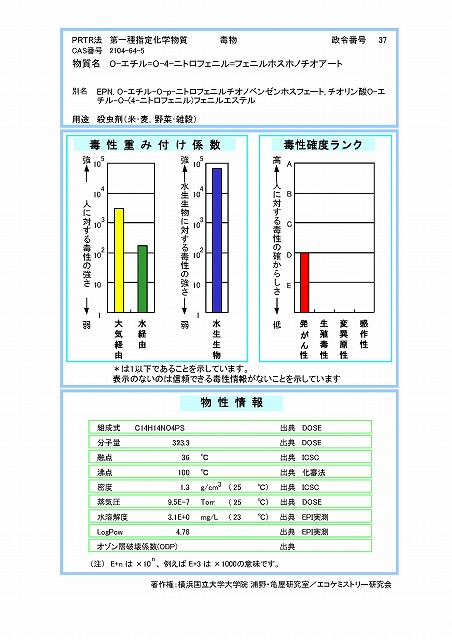 PRTR法 第一種指定化学物質 毒物 政令番号 37
CAS番号 2104-64-5
物質名 O-エチル=O-4-ニトロフェニル=フェニルホスホノチオアート
別名 EPN, O-エチル-O-p-ニトロフェニルチオノベンゼンホスフェート, チオリン酸O-エ
チル-O-(4-ニトロフェニル)フェニルエステル
用途 殺虫剤(米・麦, 野菜・雑穀)
毒性重み付け係数
強 人に対する毒性の強さ 弱
10^5
10^4
10^3
10^2
10^1
1
大気経由
水経由
強 水生生物に対する毒性の強さ 弱
10^5
10^4
10^3
10^2
10^1
1
水生生物
毒性確度ランク
高 人に対する毒性の確からしさ 低
A
B
C
D
E
発がん性
生殖毒性
変異原性
感作性
*は1以下であることを示しています。
表示のないのは信頼できる毒性情報がないことを示しています
物性情報
組成式 C14H14NO4PS 出典 DOSE
分子量 323.3 出典 DOSE
融点 36 ℃ 出典 ICSC
沸点 100 ℃ 出典 化審法
密度 1.3 g/cm³ (25 ℃) 出典 ICSC
蒸気圧 9.5E-7 Torr (25 ℃) 出典 DOSE
水溶解度 3.1E+0 mg/L (23 ℃) 出典 EPI実測
LogPow 4.78 出典 EPI実測
オゾン層破壊係数(ODP) 出典
(注) E+n は ×10^n、例えば E+3 は ×1000の意味です。
著作権:横浜国立大学大学院 浦野・亀屋研究室/エコケミストリー研究会